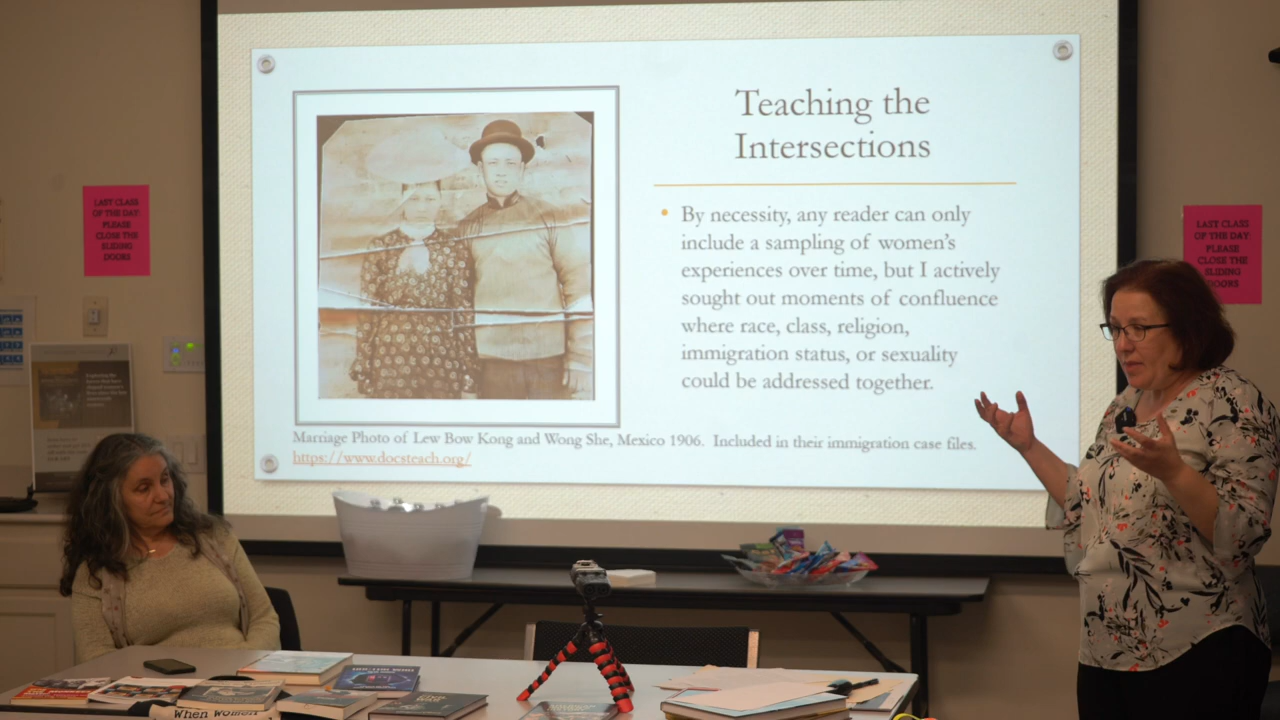 Teaching the
Intersections
By necessity, any reader can only
include a sampling of women's
experiences over time, but I actively
sought out moments of confluence
where race, class, religion,
immigration status, or sexuality
could be addressed together.
Marriage Photo of Lew Bow Kong and Wong She, Mexico 1906. Included in their immigration case files.
https://www.docsteach.org/
LAST CLASS
OF THE DAY:
PLEASE
CLOSE THE
SLIDING
DOORS
LAST CLASS
OF THE DAY:
PLEASE
CLOSE THE
SLIDING
DOORS
When Women